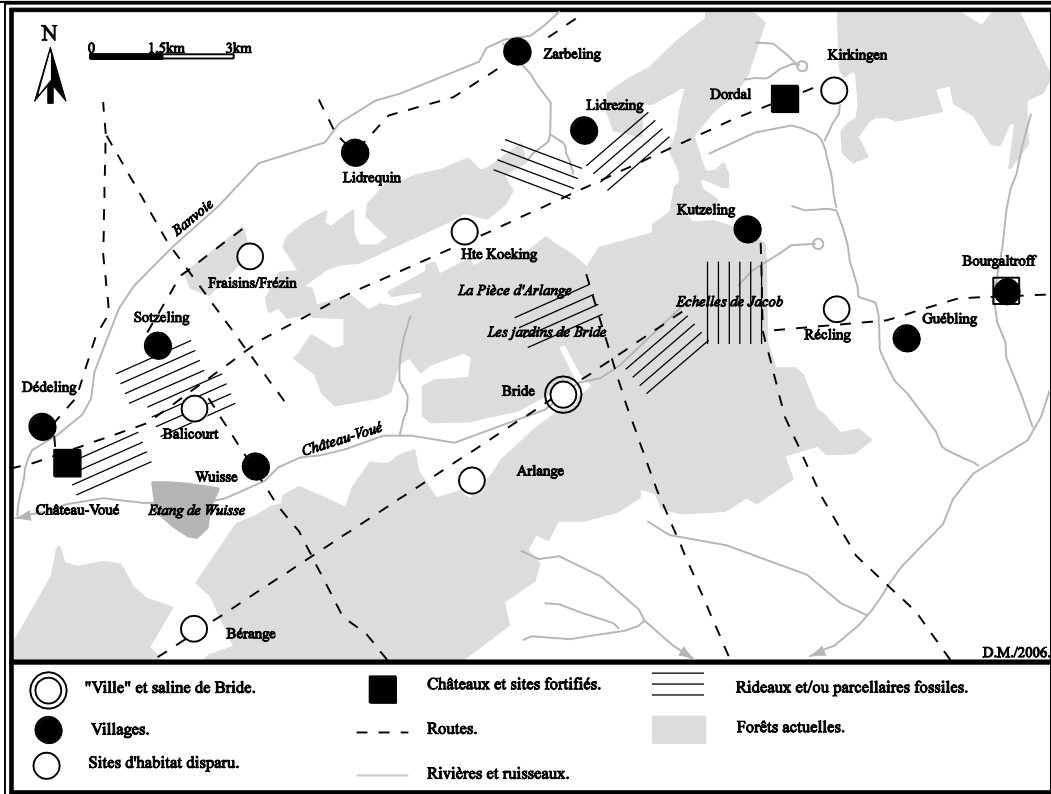 N
0 1,5km 3km
Zarbeling
Kirkingen
Dordal
Lidrezing
Lidrequin
Banvoie
Kutzeling
Hte Koeking
Bourgaltroff
Fraisins/Frézin
La Pièce d'Arlange
Echelles de Jacob
Sotzeling
Les jardins de Bride
Guébling
Récling
Dédeling
Bride
Balicourt
Château-Voué
Wuisse
Arlange
Château-Voué
Etang de Wuisse
Bérange
D.M./2006.
"Ville" et saline de Bride.
Châteaux et sites fortifiés.
Rideaux et/ou parcellaires fossiles.
Villages.
Routes.
Forêts actuelles.
Sites d'habitat disparu.
Rivières et ruisseaux.